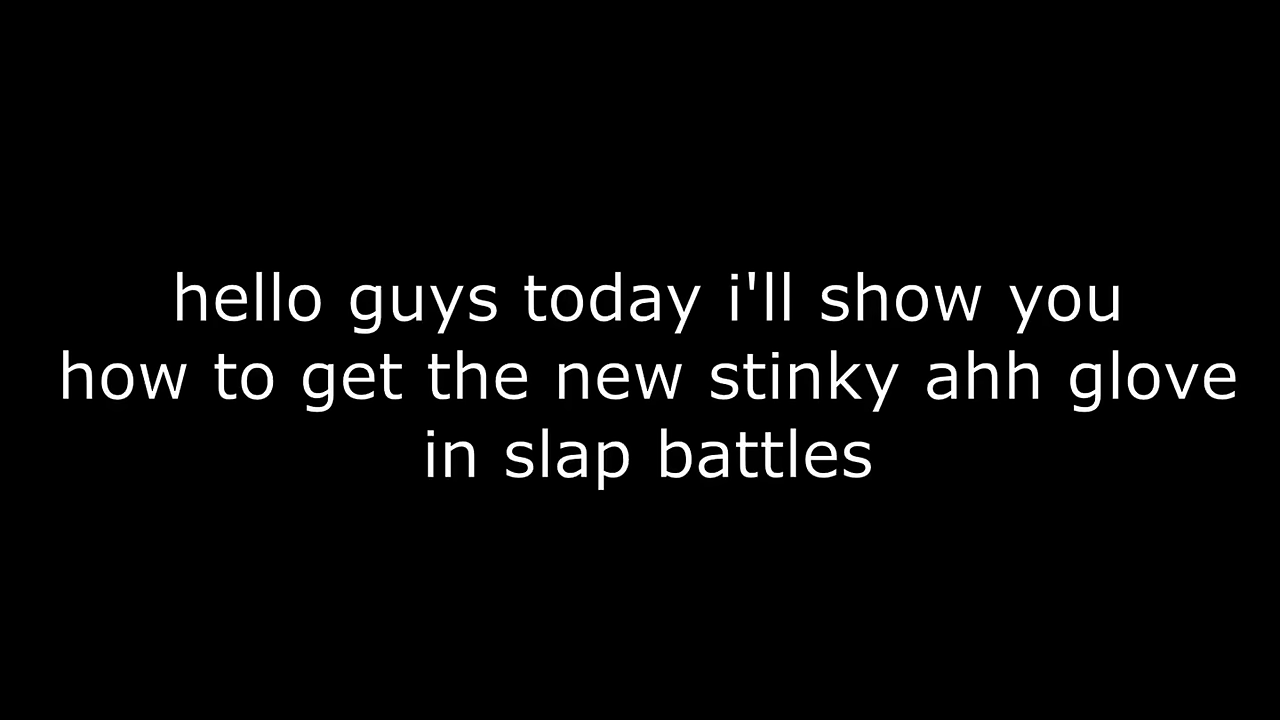 hello guys today i'll show you
how to get the new stinky ahh glove
in slap battles